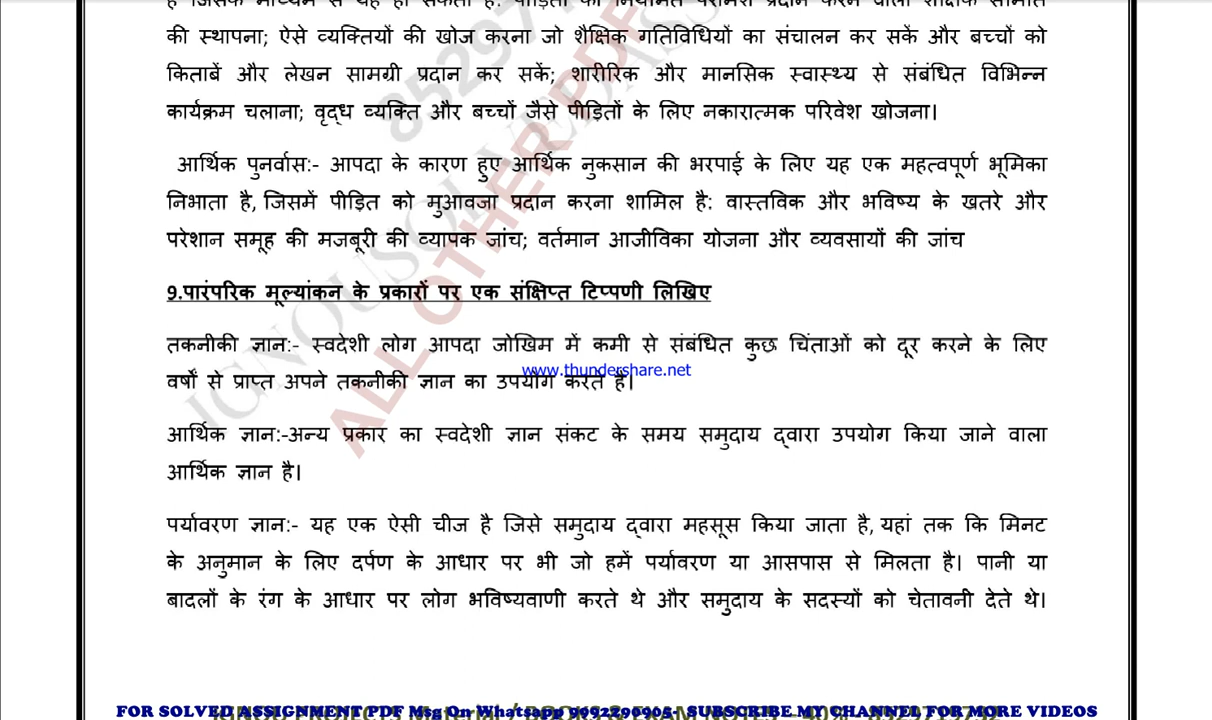 की स्थापना; ऐसे व्यक्तियों की खोज करना जो शैक्षिक गतिविधियों का संचालन कर सकें और बच्चों को
किताबें और लेखन सामग्री प्रदान कर सकें; शारीरिक और मानसिक स्वास्थ्य से संबंधित विभिन्न
कार्यक्रम चलाना; वृद्ध व्यक्ति और बच्चों जैसे पीड़ितों के लिए नकारात्मक परिवेश खोजना।
आर्थिक पुनर्वास:- आपदा के कारण हुए आर्थिक नुकसान की भरपाई के लिए यह एक महत्वपूर्ण भूमिका
निभाता है, जिसमें पीड़ित को मुआवजा प्रदान करना शामिल है: वास्तविक और भविष्य के खतरे और
परेशान समूह की मजबूरी की व्यापक जांच; वर्तमान आजीविका योजना और व्यवसायों की जांच
9.पारंपरिक मूल्यांकन के प्रकारों पर एक संक्षिप्त टिप्पणी लिखिए
तकनीकी ज्ञान:- स्वदेशी लोग आपदा जोखिम में कमी से संबंधित कुछ चिंताओं को दूर करने के लिए
www.thundershare.net
वर्षों से प्राप्त अपने तकनीकी ज्ञान का उपयोग करते हैं।
आर्थिक ज्ञान:-अन्य प्रकार का स्वदेशी ज्ञान संकट के समय समुदाय द्वारा उपयोग किया जाने वाला
आर्थिक ज्ञान है।
पर्यावरण ज्ञान:- यह एक ऐसी चीज है जिसे समुदाय द्वारा महसूस किया जाता है, यहां तक कि मिनट
के अनुमान के लिए दर्पण के आधार पर भी जो हमें पर्यावरण या आसपास से मिलता है। पानी या
बादलों के रंग के आधार पर लोग भविष्यवाणी करते थे और समुदाय के सदस्यों को चेतावनी देते थे।
FOR SOLVED ASSIGNMENT PDF Msg On Whatsapp 9992290905- SUBSCRIBE MY CHANNEL FOR MORE VIDEOS